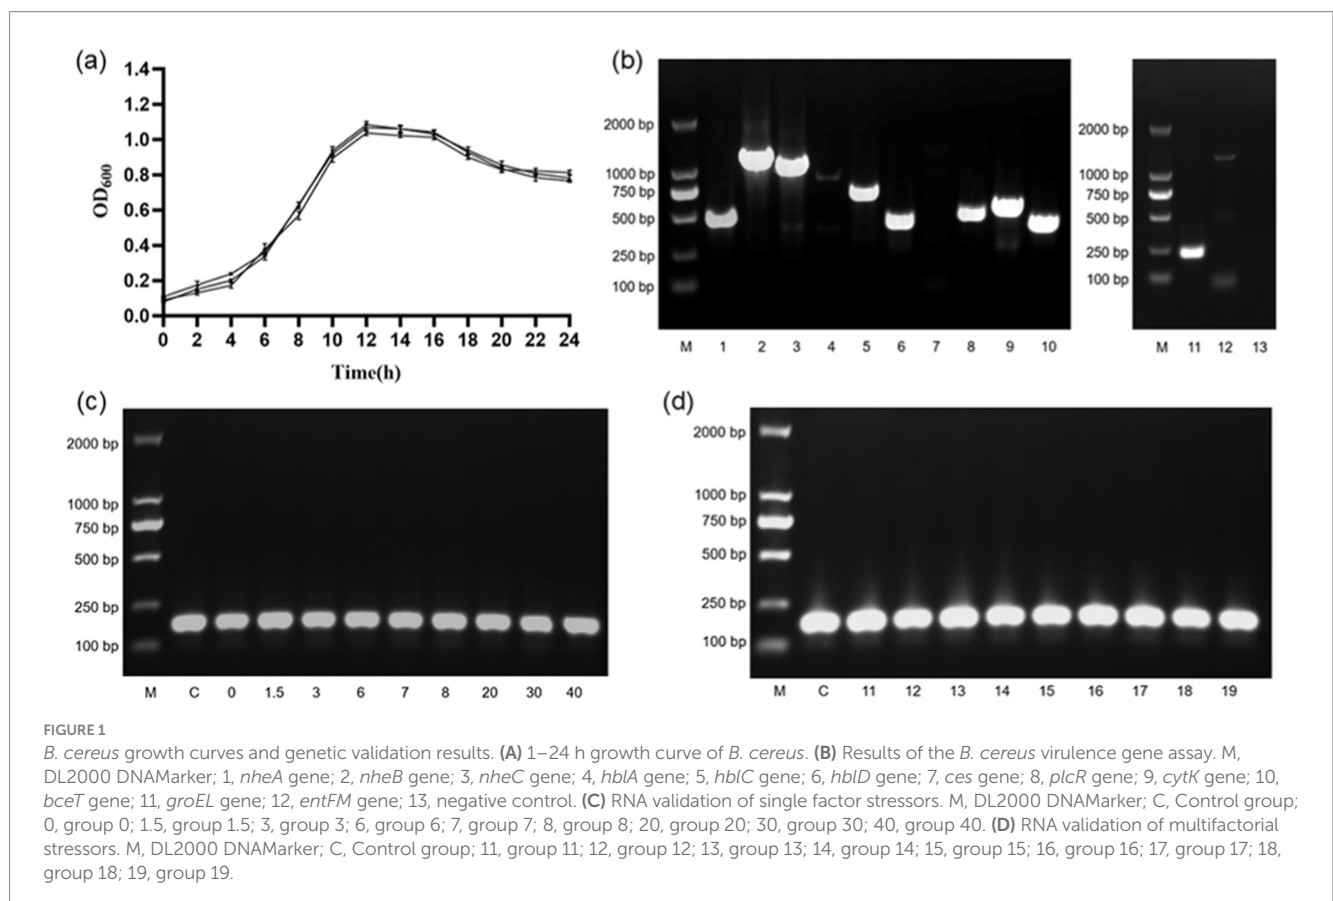 (a)
1.4
1.2
1.0
0.8
0.6
0.4
0.2
0.0
OD600
0 2 4 6 8 10 12 14 16 18 20 22 24
Time(h)
(b)
2000 bp
1000 bp
750 bp
500 bp
250 bp
100 bp
M 1 2 3 4 5 6 7 8 9 10
2000 bp
1000 bp
750 bp
500 bp
250 bp
100 bp
M 11 12 13
(c)
2000 bp
1000 bp
750 bp
500 bp
250 bp
100 bp
M C 0 1.5 3 6 7 8 20 30 40
(d)
2000 bp
1000 bp
750 bp
500 bp
250 bp
100 bp
M C 11 12 13 14 15 16 17 18 19
FIGURE 1
B. cereus growth curves and genetic validation results. (A) 1–24 h growth curve of B. cereus. (B) Results of the B. cereus virulence gene assay. M,
DL2000 DNAMarker; 1, nheA gene; 2, nheB gene; 3, nheC gene; 4, hblA gene; 5, hblC gene; 6, hblD gene; 7, ces gene; 8, plcR gene; 9, cytK gene; 10,
bceT gene; 11, groEL gene; 12, entFM gene; 13, negative control. (C) RNA validation of single factor stressors. M, DL2000 DNAMarker; C, Control group;
0, group 0; 1.5, group 1.5; 3, group 3; 6, group 6; 7, group 7; 8, group 8; 20, group 20; 30, group 30; 40, group 40. (D) RNA validation of multifactorial
stressors. M, DL2000 DNAMarker; C, Control group; 11, group 11; 12, group 12; 13, group 13; 14, group 14; 15, group 15; 16, group 16; 17, group 17; 18,
group 18; 19, group 19.